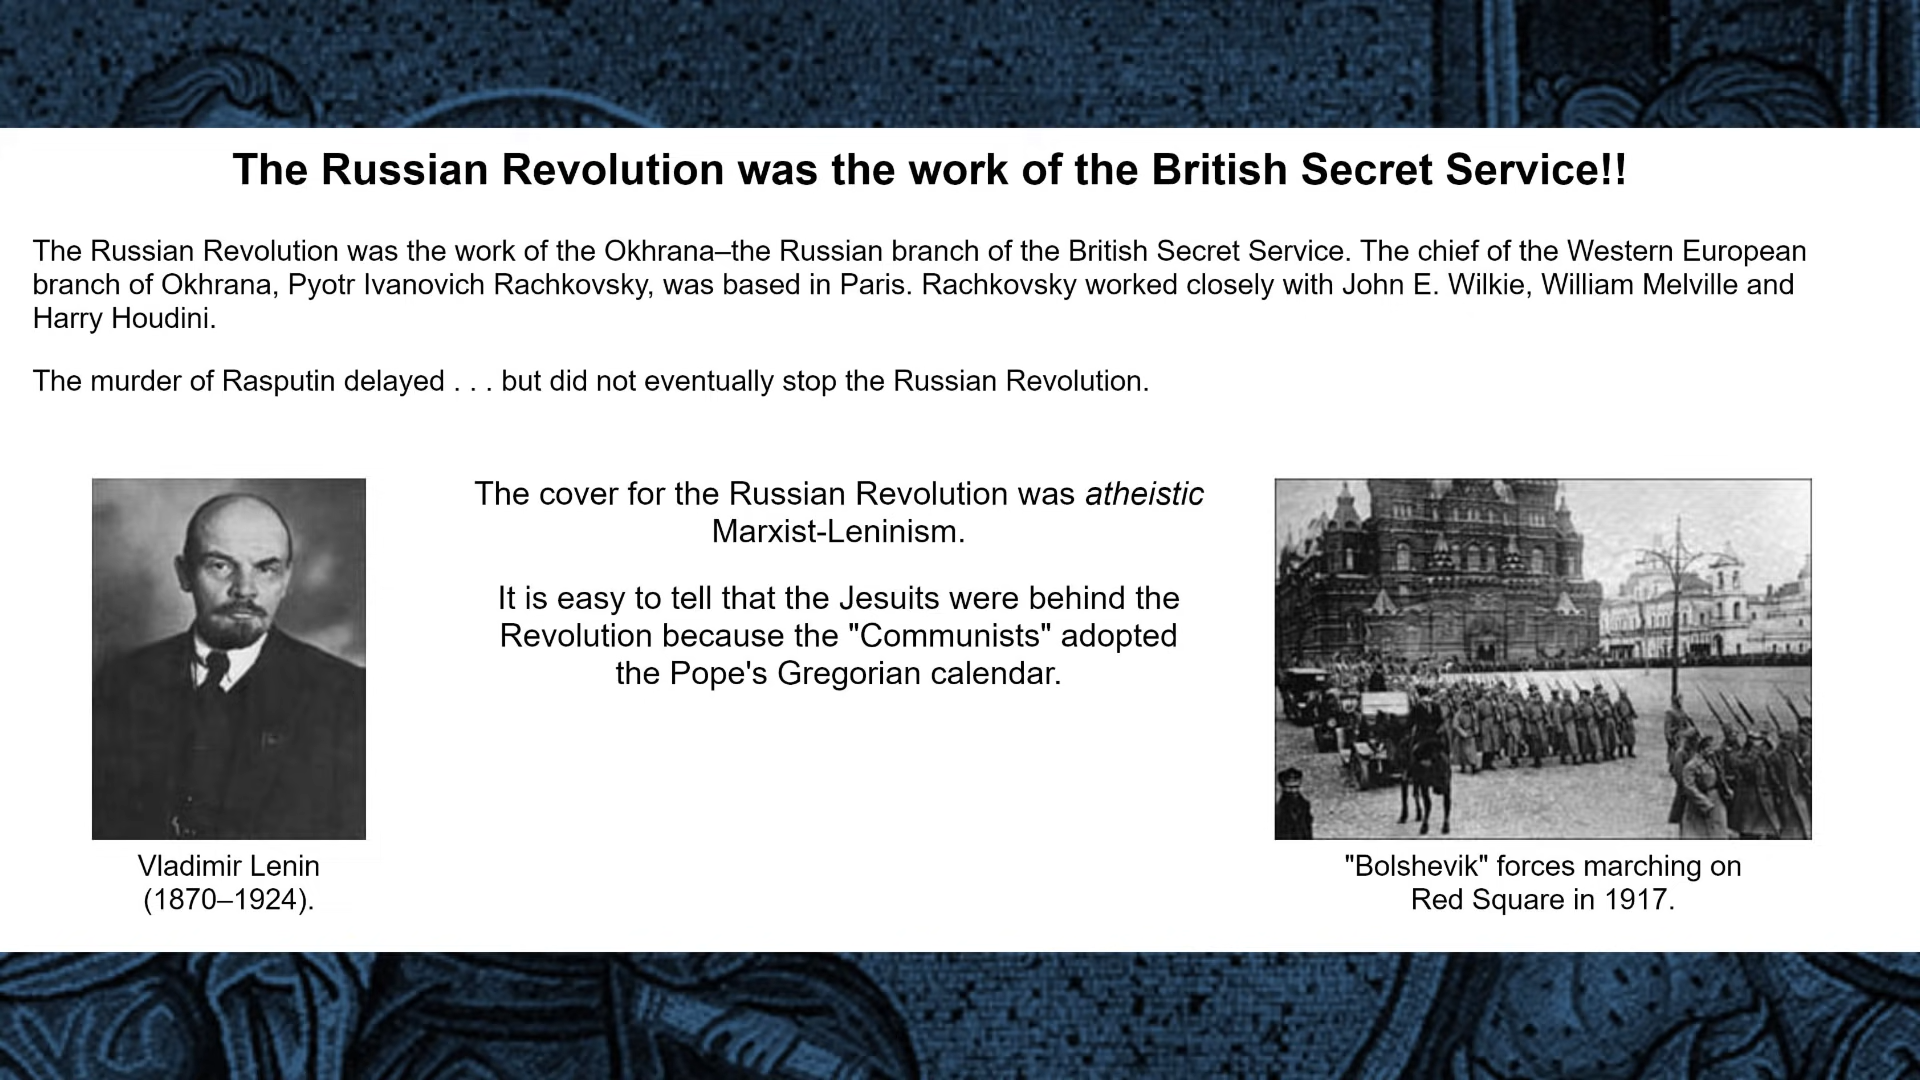 The Russian Revolution was the work of the British Secret Service!!
The Russian Revolution was the work of the Okhrana–the Russian branch of the British Secret Service. The chief of the Western European
branch of Okhrana, Pyotr Ivanovich Rachkovsky, was based in Paris. Rachkovsky worked closely with John E. Wilkie, William Melville and
Harry Houdini.
The murder of Rasputin delayed . . . but did not eventually stop the Russian Revolution.
The cover for the Russian Revolution was atheistic
Marxist-Leninism.
It is easy to tell that the Jesuits were behind the
Revolution because the "Communists" adopted
the Pope's Gregorian calendar.
Vladimir Lenin
(1870–1924).
"Bolshevik" forces marching on
Red Square in 1917.